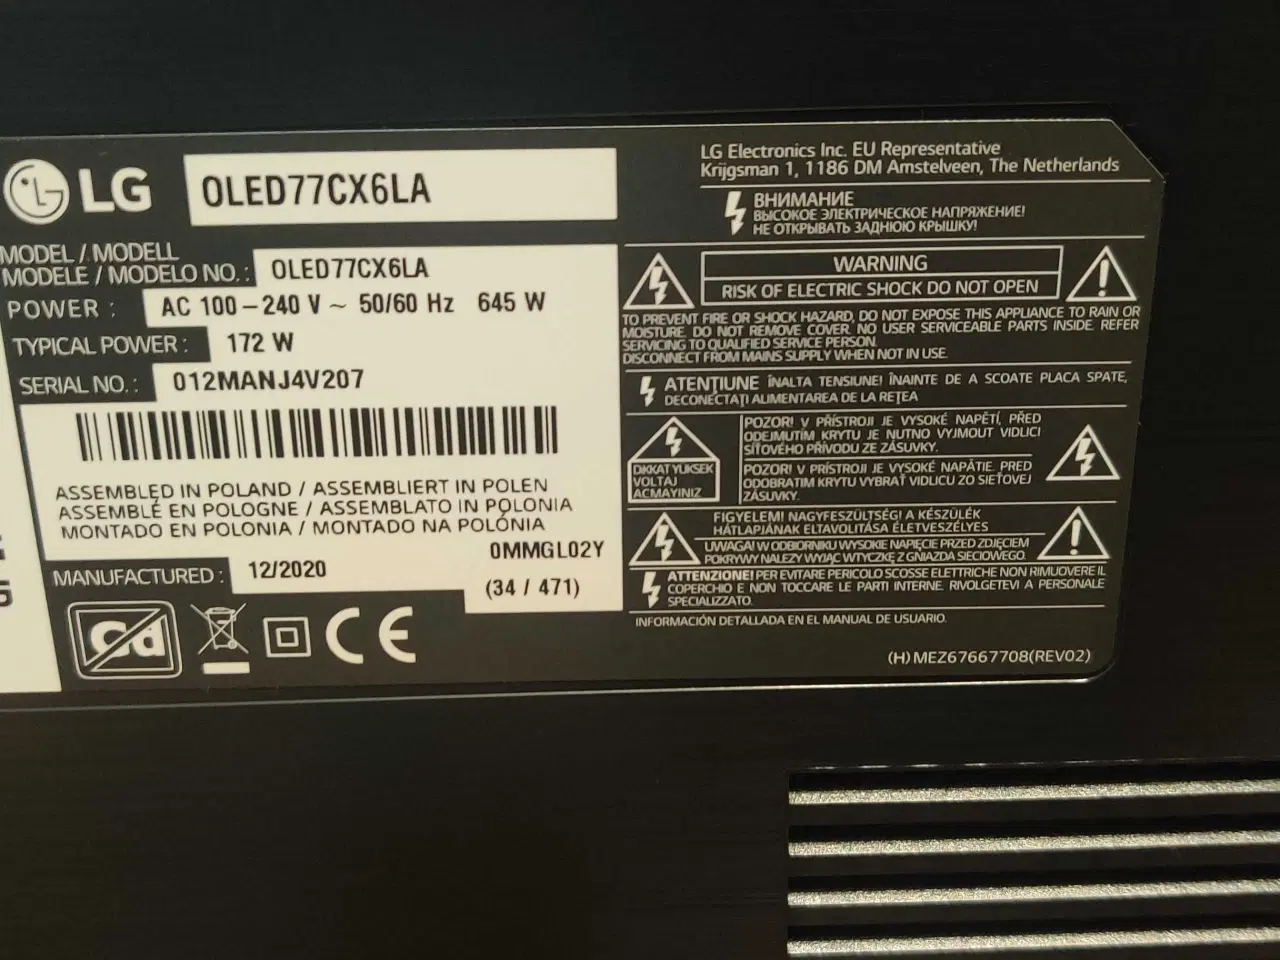 LG
OLED77CX6LA
MODEL / MODELL
MODELE / MODELO NO. :
OLED77CX6LA
POWER :
AC 100 – 240 V ~ 50/60 Hz 645 W
TYPICAL POWER :
172 W
SERIAL NO. :
012MANJ4V207
ASSEMBLED IN POLAND / ASSEMBLIERT IN POLEN
ASSEMBLÉ EN POLOGNE / ASSEMBLATO IN POLONIA
MONTADO EN POLONIA / MONTADO NA POLÓNIA
0MMGL02Y
MANUFACTURED :
12/2020
(34 / 471)
Cd
CE
LG Electronics Inc. EU Representative
Krijgsman 1, 1186 DM Amstelveen, The Netherlands
ВНИМАНИЕ
ВЫСОКОЕ ЭЛЕКТРИЧЕСКОЕ НАПРЯЖЕНИЕ!
НЕ ОТКРЫВАТЬ ЗАДНЮЮ КРЫШКУ!
WARNING
RISK OF ELECTRIC SHOCK DO NOT OPEN
TO PREVENT FIRE OR SHOCK HAZARD, DO NOT EXPOSE THIS APPLIANCE TO RAIN OR
MOISTURE. DO NOT REMOVE COVER. NO USER SERVICEABLE PARTS INSIDE. REFER
SERVICING TO QUALIFIED SERVICE PERSON.
DISCONNECT FROM MAINS SUPPLY WHEN NOT IN USE.
ATENŢIUNE ÎNALTA TENSIUNE! ÎNAINTE DE A SCOATE PLACA SPATE,
DECONECTAŢI ALIMENTAREA DE LA REŢEA
DIKKAT YUKSEK
VOLTAJ
ACMAYINIZ
POZOR! V PŘÍSTROJI JE VYSOKÉ NAPĚTÍ, PŘED
ODEJMUTÍM KRYTU JE NUTNO VYJMOUT VIDLICI
SÍŤOVÉHO PŘÍVODU ZE ZÁSUVKY.
POZOR! V PRÍSTROJI JE VYSOKÉ NAPÄTIE. PRED
ODOBRATIM KRYTU VYBRAŤ VIDLICU ZO SIEŤOVEJ
ZÁSUVKY.
FIGYELEM! NAGYFESZÜLTSÉG! A KÉSZÜLÉK
HÁTLAPJÁNAK ELTAVOLITÁSA ÉLETVESZÉLYES
UWAGA! W ODBIORNIKU WYSOKIE NAPIĘCIE PRZED ZDJĘCIEM
POKRYWY NALEŻY WYJĄĆ WTYCZKĘ Z GNIAZDA SIECIOWEGO.
ATTENZIONE! PER EVITARE PERICOLO SCOSSE ELETTRICHE NON RIMUOVERE IL
COPERCHIO E NON TOCCARE LE PARTI INTERNE. RIVOLGETEVI A PERSONALE
SPECIALIZZATO.
INFORMACIÓN DETALLADA EN EL MANUAL DE USUARIO.
(H) MEZ67667708(REV02)